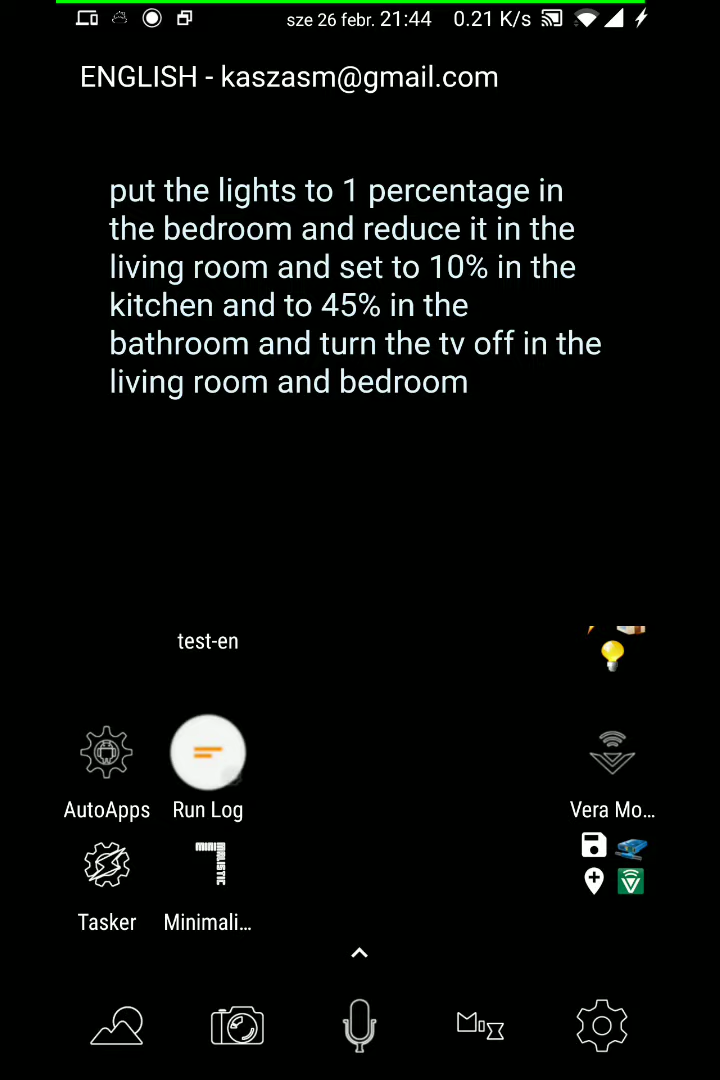 sze 26 febr. 21:44 0.21 K/s
ENGLISH - kaszasm@gmail.com
put the lights to 1 percentage in
the bedroom and reduce it in the
living room and set to 10% in the
kitchen and to 45% in the
bathroom and turn the tv off in the
living room and bedroom
test-en
AutoApps Run Log Vera Mo...
MINIMALISTIC
Tasker Minimali...